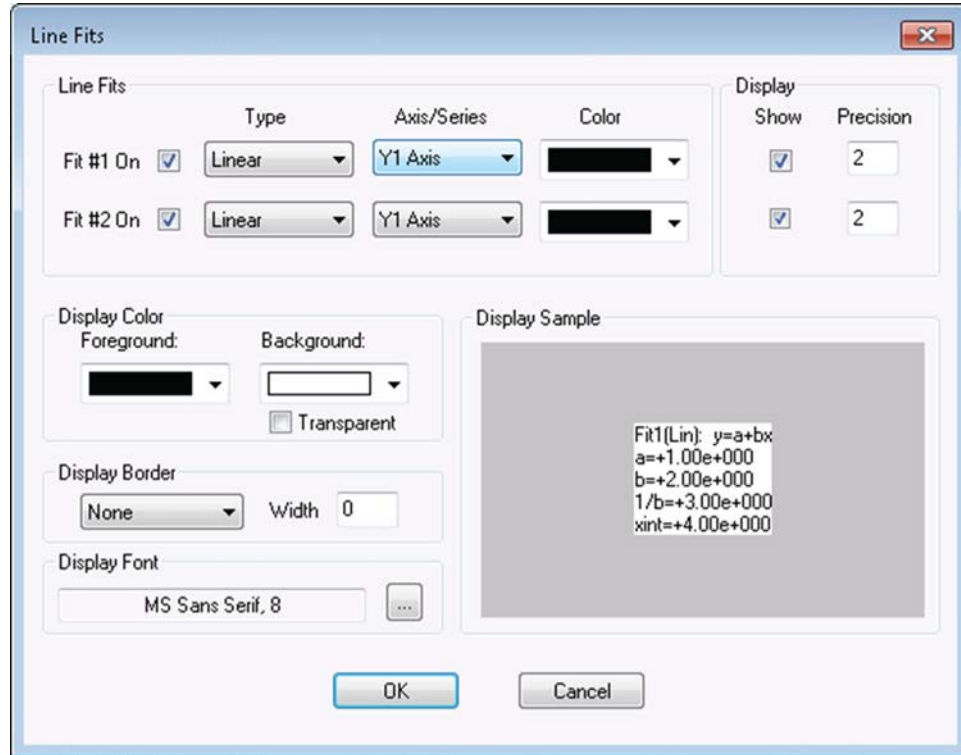 Line Fits
Line Fits
Type Axis/Series Color
Fit #1 On Linear Y1 Axis
Fit #2 On Linear Y1 Axis
Display
Show Precision
2
2
Display Color
Foreground: Background:
Transparent
Display Border
None Width 0
Display Font
MS Sans Serif, 8 ...
Display Sample
Fit1(Lin): y=a+bx
a=+1.00e+000
b=+2.00e+000
1/b=+3.00e+000
xint=+4.00e+000
OK Cancel